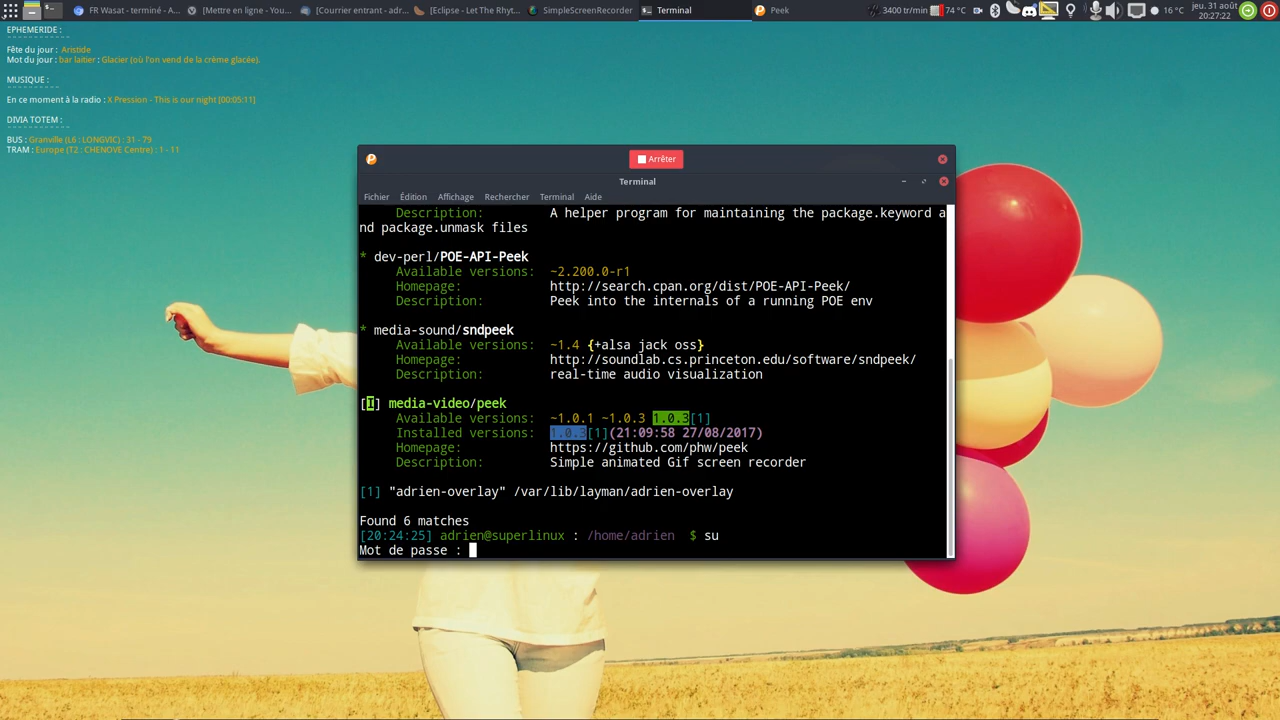 FR Wasat - terminé - A...
[Mettre en ligne - You...
[Courrier entrant - adr...
[Eclipse - Let The Rhyt...
SimpleScreenRecorder
Terminal
Peek
3400 tr/min
74 °C
16 °C
jeu. 31 août
20:27:22
EPHEMERIDE :
Fête du jour : Aristide
Mot du jour : bar laitier : Glacier (où l'on vend de la crème glacée).
MUSIQUE :
En ce moment à la radio : X Pression - This is our night [00:05:11]
DIVIA TOTEM :
BUS : Granville (L6 : LONGVIC) : 31 - 79
TRAM : Europe (T2 : CHENOVE Centre) : 1 - 11
Arrêter
Terminal
Fichier Édition Affichage Rechercher Terminal Aide
Description: A helper program for maintaining the package.keyword a
nd package.unmask files
* dev-perl/POE-API-Peek
Available versions: ~2.200.0-r1
Homepage: http://search.cpan.org/dist/POE-API-Peek/
Description: Peek into the internals of a running POE env
* media-sound/sndpeek
Available versions: ~1.4 {+alsa jack oss}
Homepage: http://soundlab.cs.princeton.edu/software/sndpeek/
Description: real-time audio visualization
[I] media-video/peek
Available versions: ~1.0.1 ~1.0.3 1.0.3[1]
Installed versions: 1.0.3[1](21:09:58 27/08/2017)
Homepage: https://github.com/phw/peek
Description: Simple animated Gif screen recorder
[1] "adrien-overlay" /var/lib/layman/adrien-overlay
Found 6 matches
[20:24:25] adrien@superlinux : /home/adrien $ su
Mot de passe :